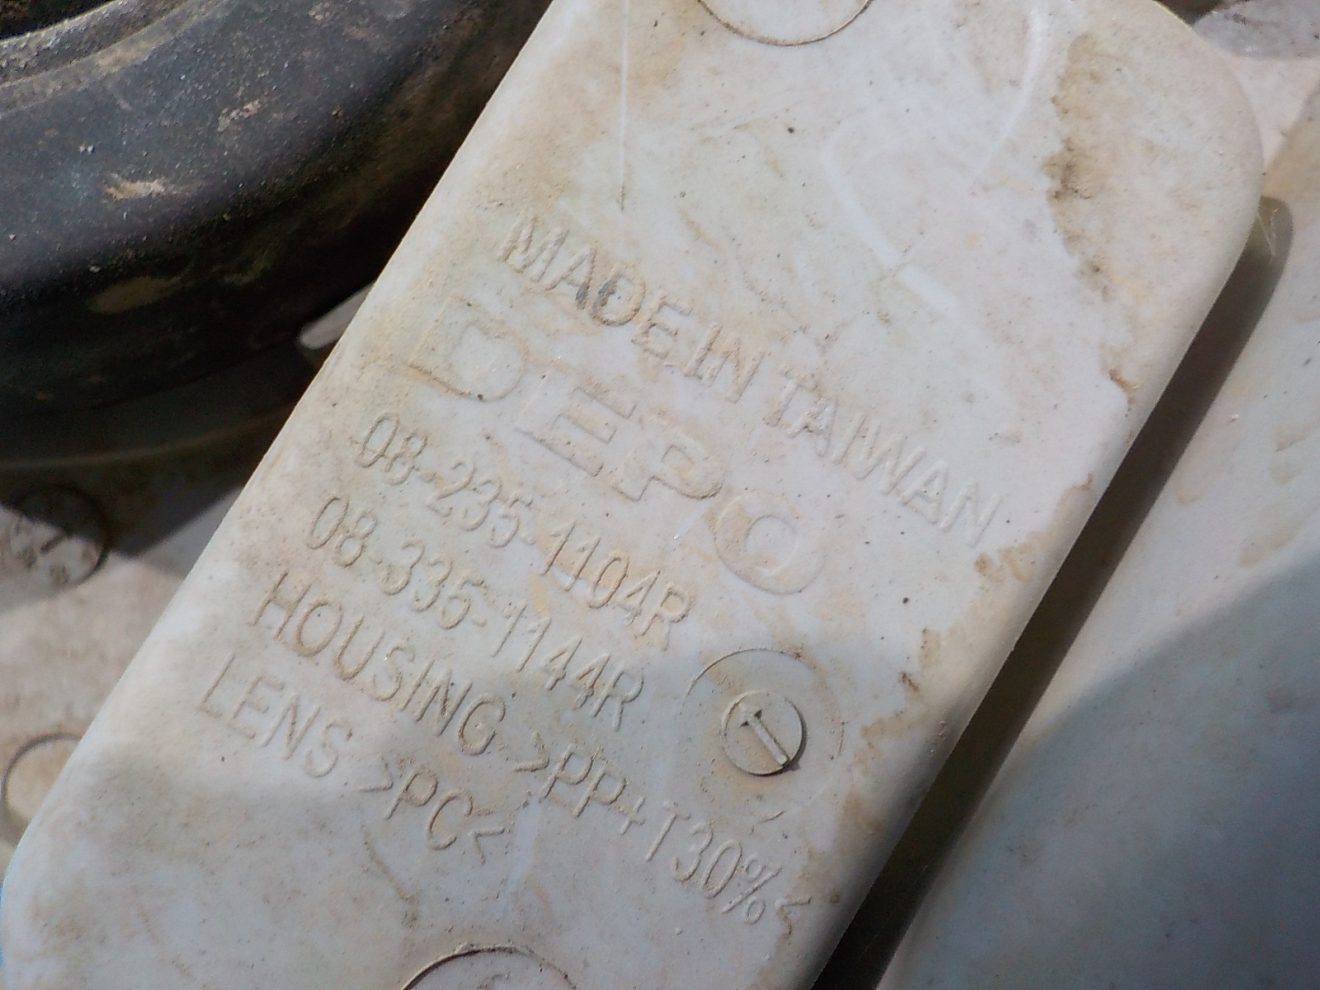 MADE IN TAIWAN
DEPO
08-235-1104R
08-335-1144R
HOUSING >PP+T30%<
LENS >PC<